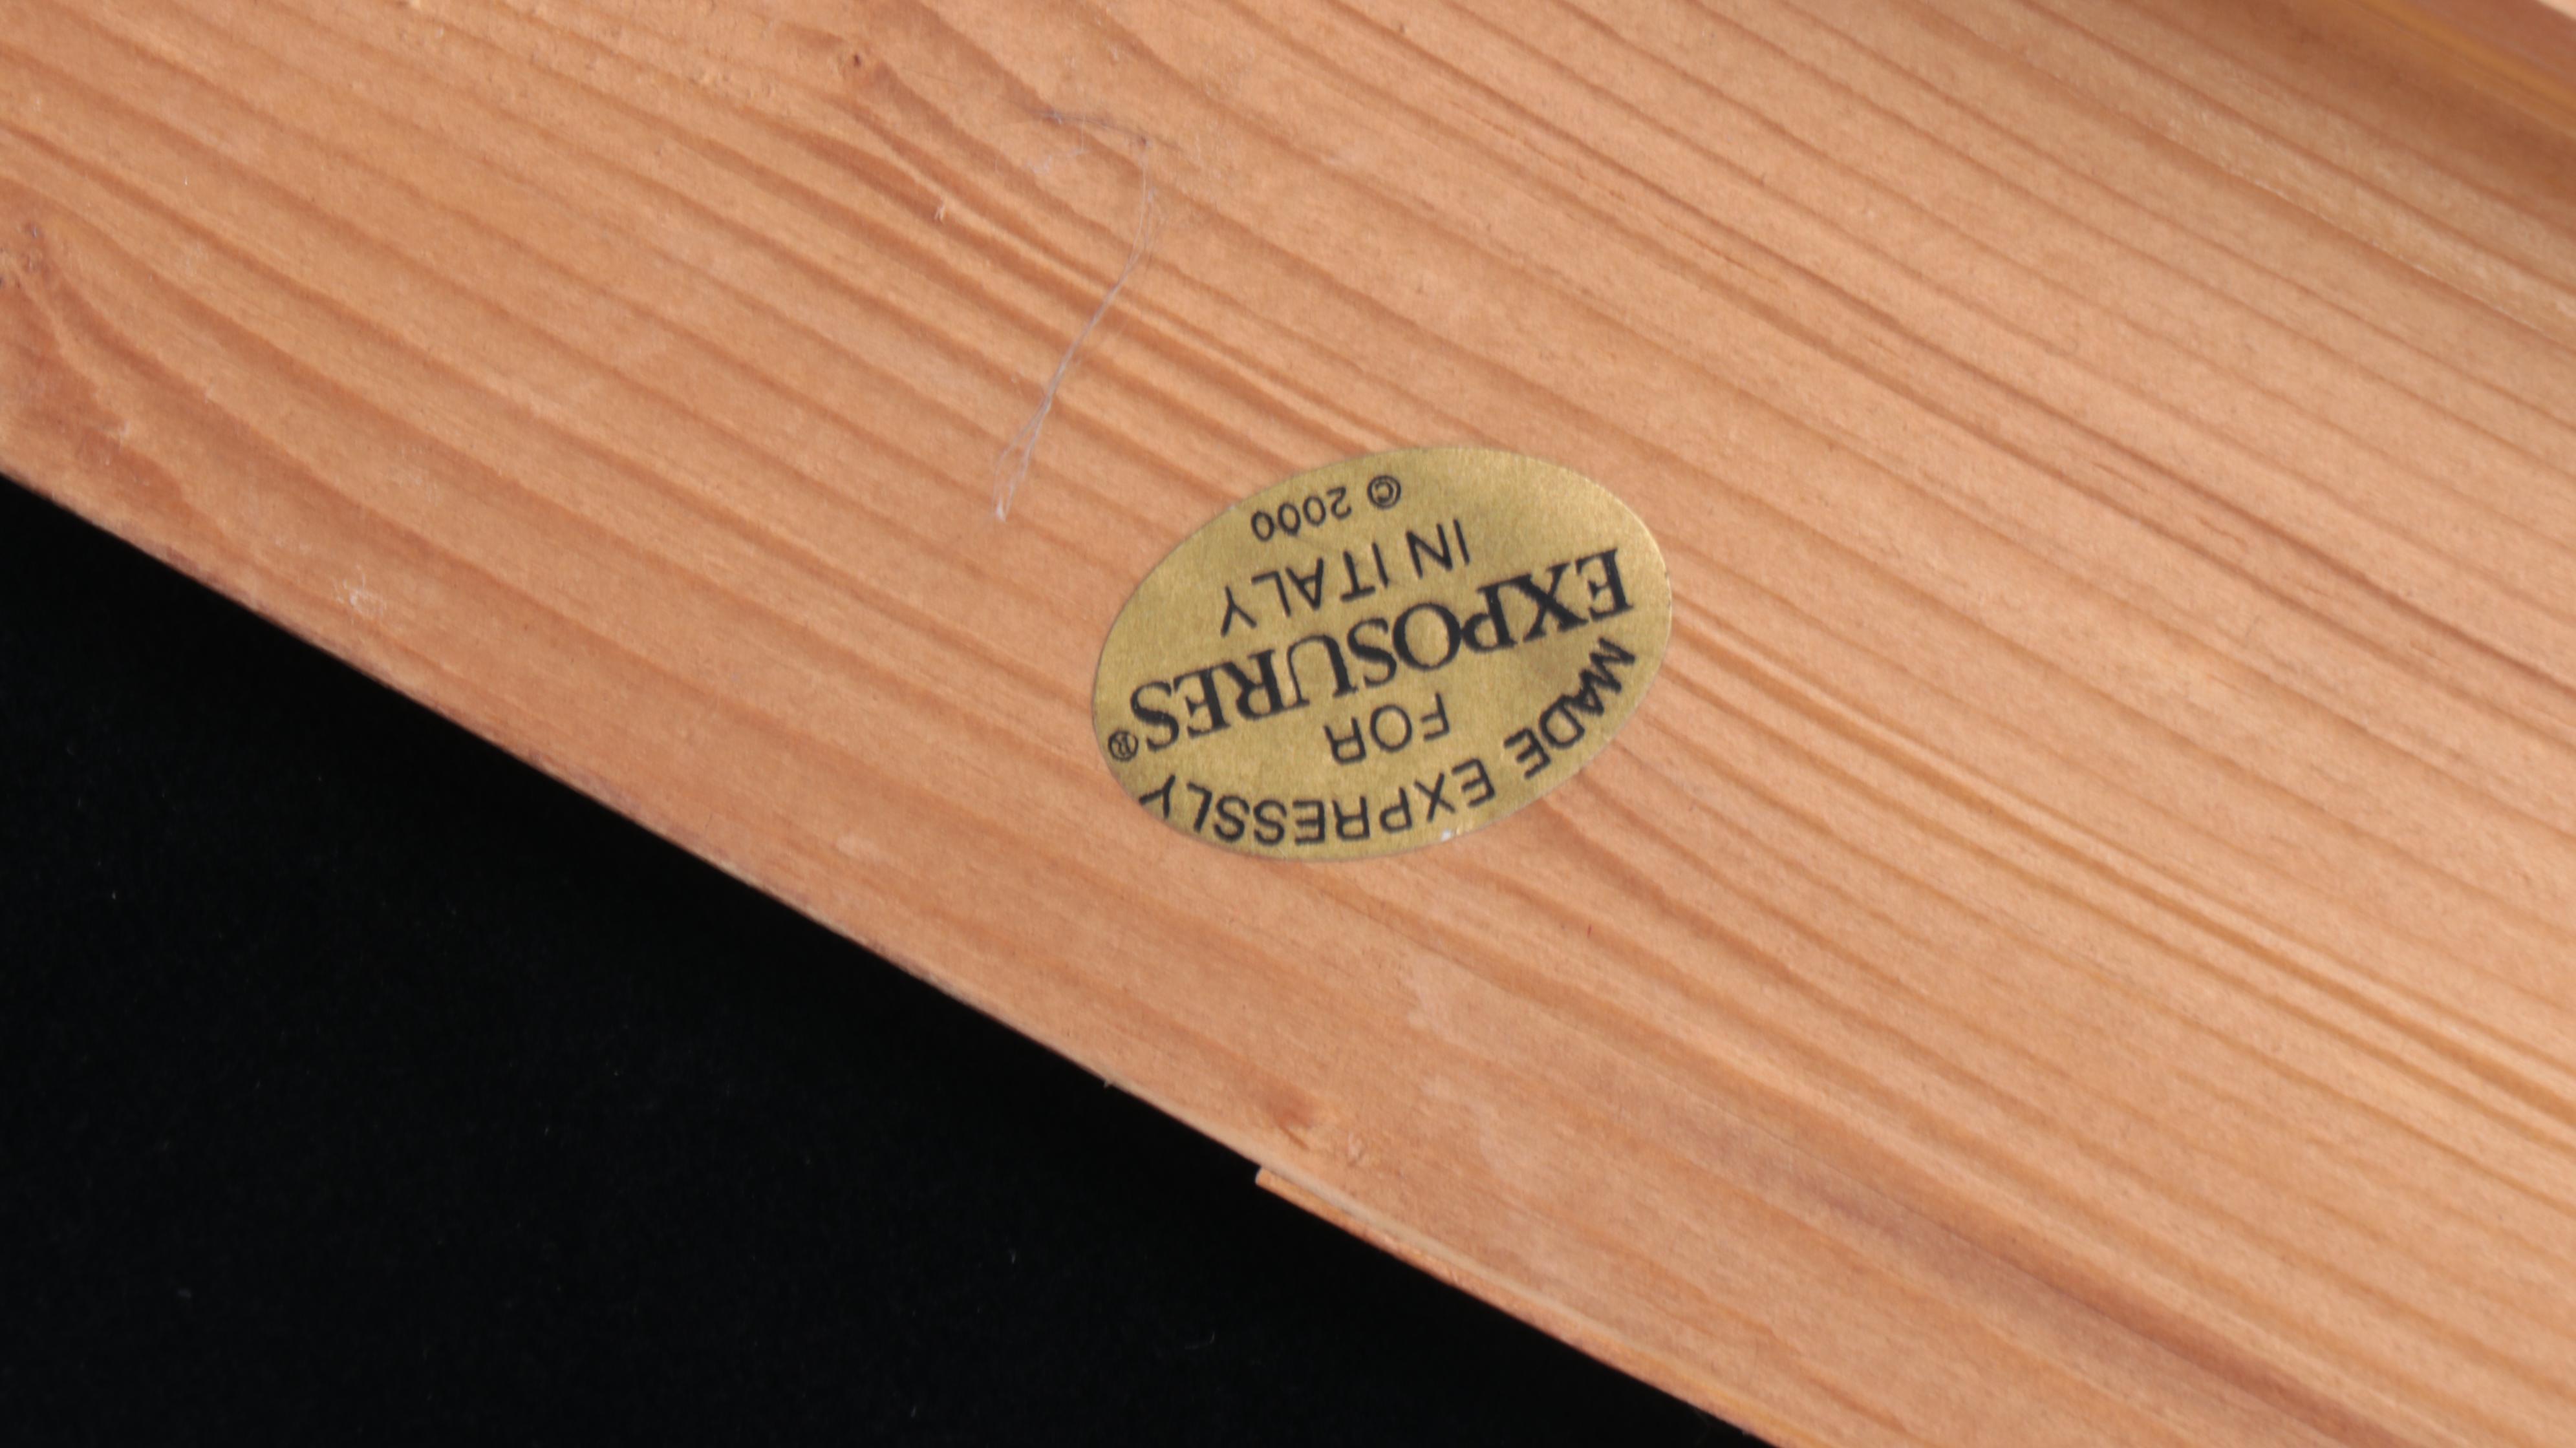 MADE EXPRESSLY
FOR
EXPOSURES®
IN ITALY
© 2000